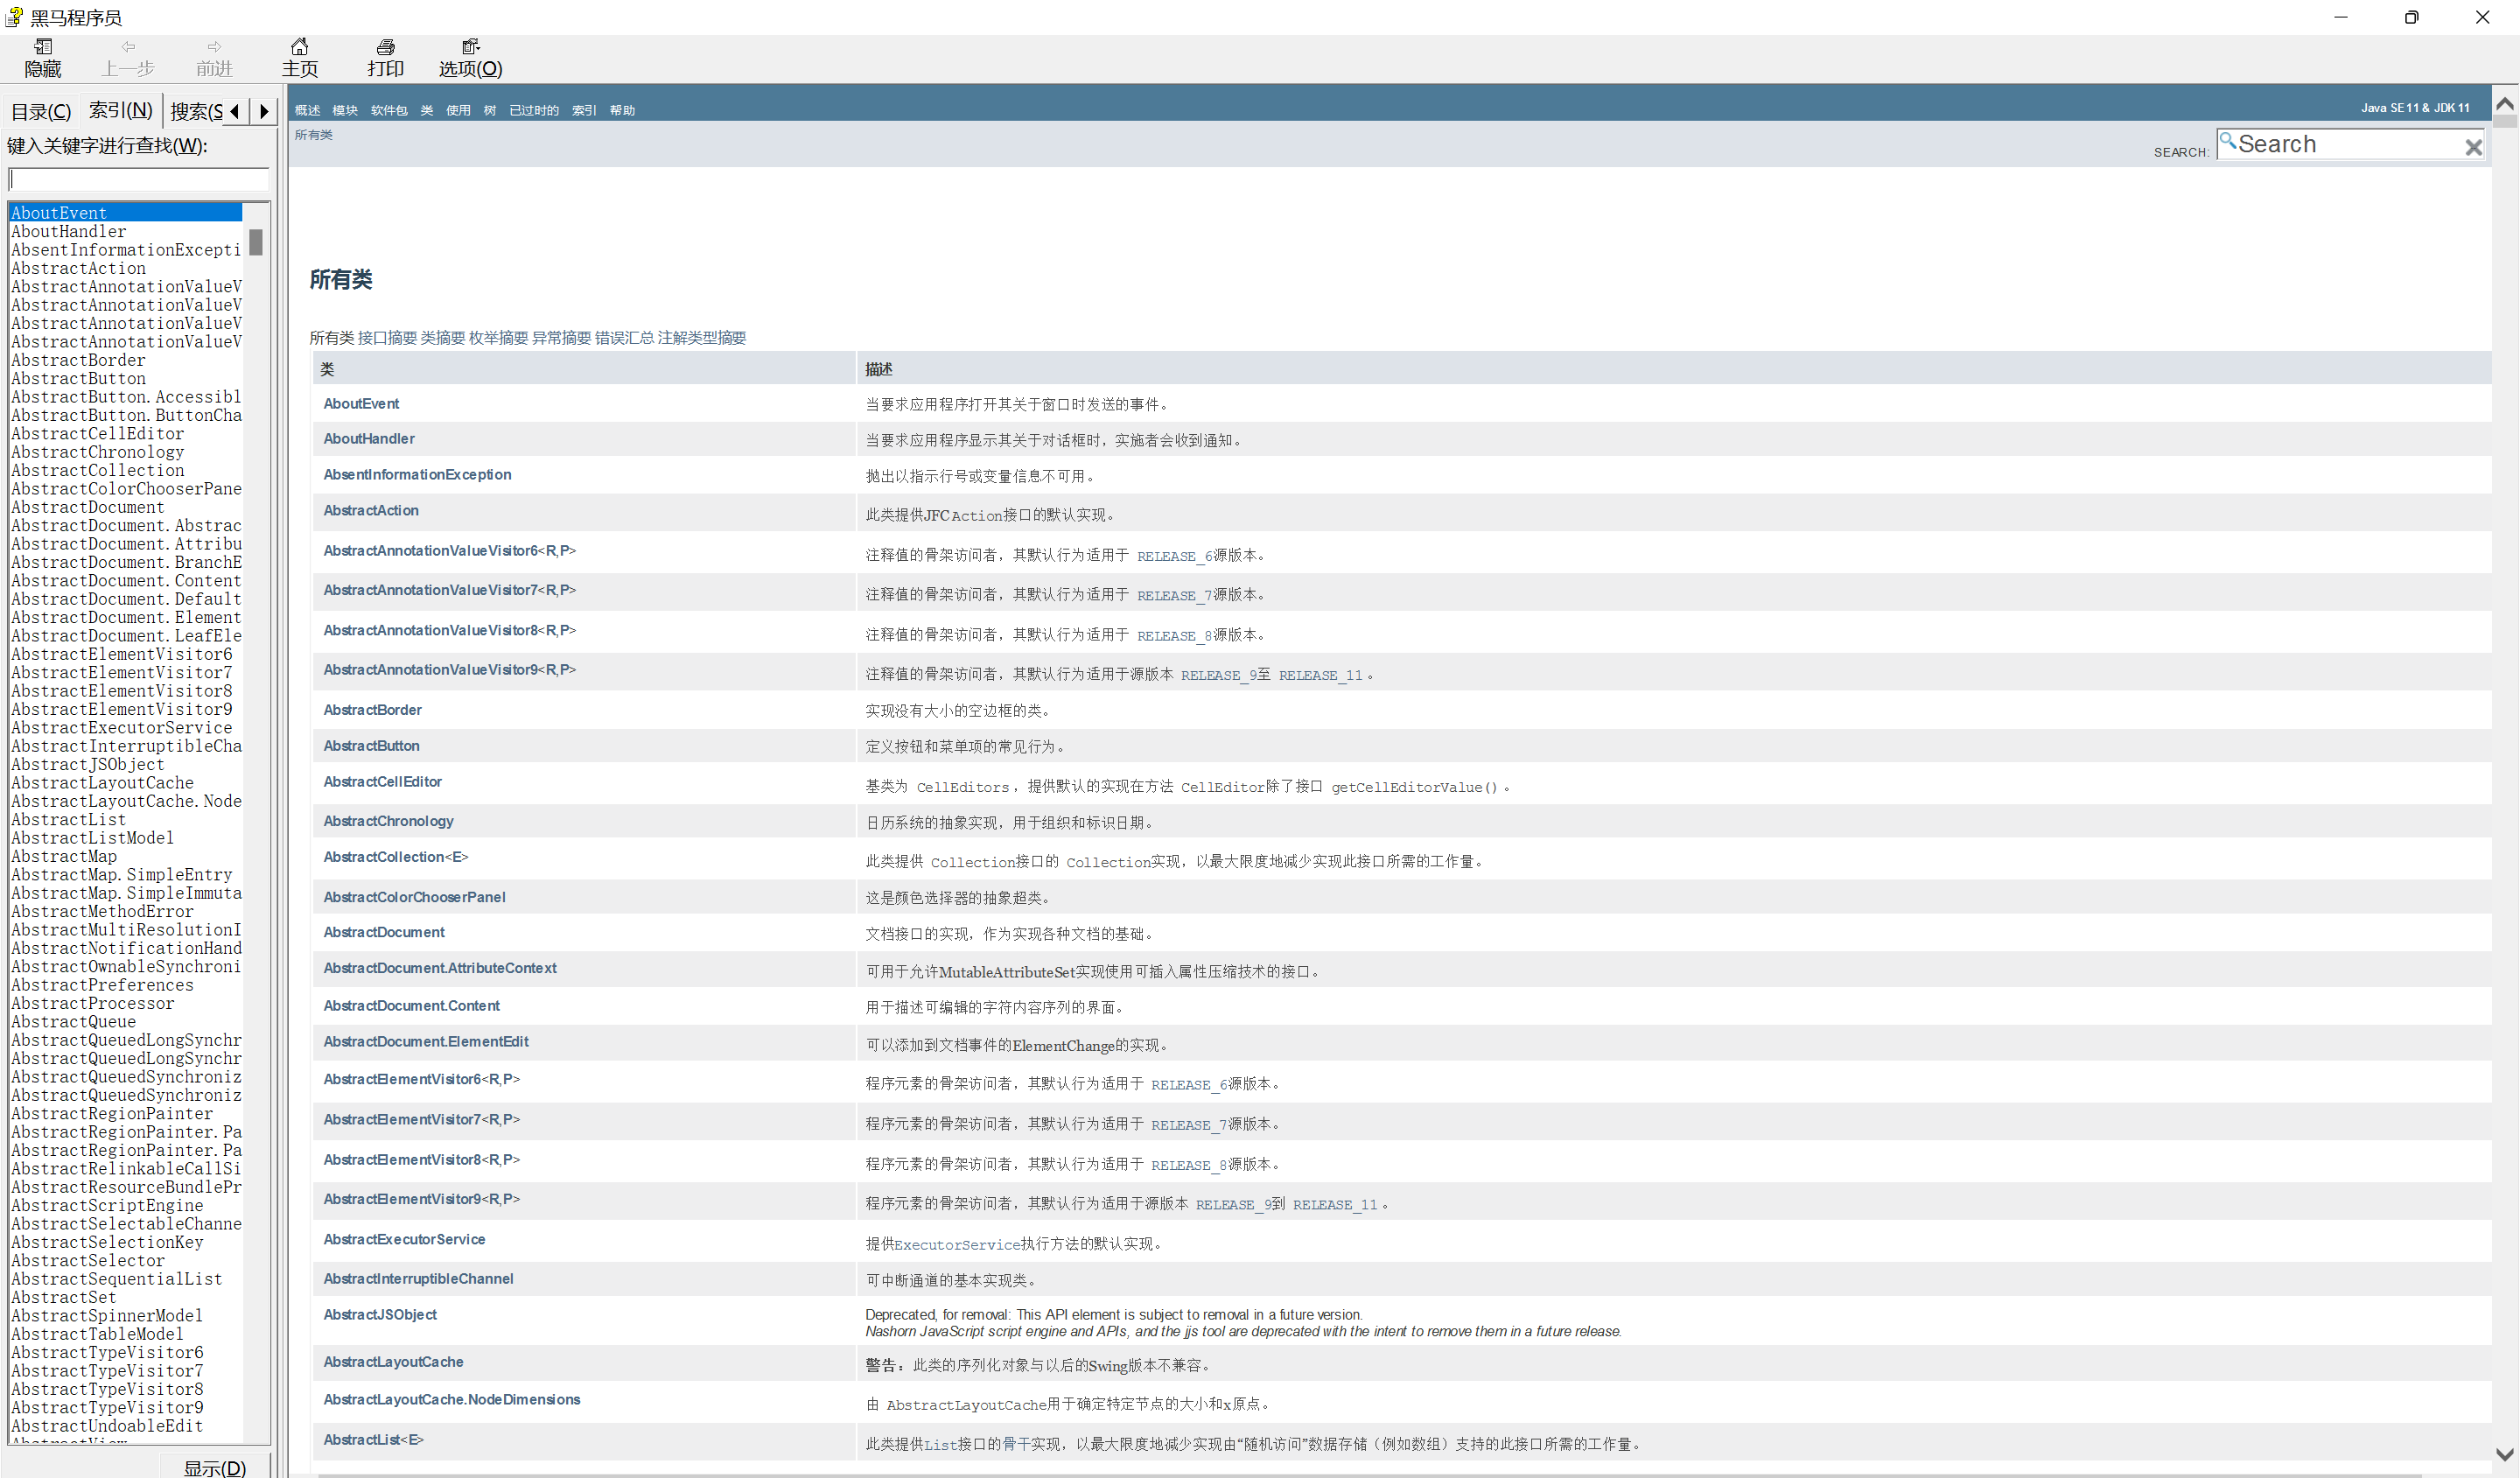 黑马程序员
隐藏 上一步 前进 主页 打印 选项(O)
目录(C) 索引(N) 搜索(S
键入关键字进行查找(W):
AboutEvent
AboutHandler
AbsentInformationExcepti
AbstractAction
AbstractAnnotationValueV
AbstractAnnotationValueV
AbstractAnnotationValueV
AbstractAnnotationValueV
AbstractBorder
AbstractButton
AbstractButton.Accessibl
AbstractButton.ButtonCha
AbstractCellEditor
AbstractChronology
AbstractCollection
AbstractColorChooserPane
AbstractDocument
AbstractDocument.Abstrac
AbstractDocument.Attribu
AbstractDocument.BranchE
AbstractDocument.Content
AbstractDocument.Default
AbstractDocument.Element
AbstractDocument.LeafEle
AbstractElementVisitor6
AbstractElementVisitor7
AbstractElementVisitor8
AbstractElementVisitor9
AbstractExecutorService
AbstractInterruptibleCha
AbstractJSObject
AbstractLayoutCache
AbstractLayoutCache.Node
AbstractList
AbstractListModel
AbstractMap
AbstractMap.SimpleEntry
AbstractMap.SimpleImmuta
AbstractMethodError
AbstractMultiResolutionI
AbstractNotificationHand
AbstractOwnableSynchroni
AbstractPreferences
AbstractProcessor
AbstractQueue
AbstractQueuedLongSynchr
AbstractQueuedLongSynchr
AbstractQueuedSynchroniz
AbstractQueuedSynchroniz
AbstractRegionPainter
AbstractRegionPainter.Pa
AbstractRegionPainter.Pa
AbstractRelinkableCallSi
AbstractResourceBundlePr
AbstractScriptEngine
AbstractSelectableChanne
AbstractSelectionKey
AbstractSelector
AbstractSequentialList
AbstractSet
AbstractSpinnerModel
AbstractTableModel
AbstractTypeVisitor6
AbstractTypeVisitor7
AbstractTypeVisitor8
AbstractTypeVisitor9
AbstractUndoableEdit
AbstractView
显示(D)
概述 模块 软件包 类 使用 树 已过时的 索引 帮助
Java SE 11 & JDK 11
所有类
SEARCH: Search
所有类
所有类 接口摘要 类摘要 枚举摘要 异常摘要 错误汇总 注解类型摘要
类 描述
AboutEvent 当要求应用程序打开其关于窗口时发送的事件。
AboutHandler 当要求应用程序显示其关于对话框时，实施者会收到通知。
AbsentInformationException 抛出以指示行号或变量信息不可用。
AbstractAction 此类提供JFC Action接口的默认实现。
AbstractAnnotationValueVisitor6<R,P> 注释值的骨架访问者，其默认行为适用于 RELEASE_6源版本。
AbstractAnnotationValueVisitor7<R,P> 注释值的骨架访问者，其默认行为适用于 RELEASE_7源版本。
AbstractAnnotationValueVisitor8<R,P> 注释值的骨架访问者，其默认行为适用于 RELEASE_8源版本。
AbstractAnnotationValueVisitor9<R,P> 注释值的骨架访问者，其默认行为适用于源版本 RELEASE_9至 RELEASE_11 。
AbstractBorder 实现没有大小的空边框的类。
AbstractButton 定义按钮和菜单项的常见行为。
AbstractCellEditor 基类为 CellEditors ，提供默认的实现在方法 CellEditor除了接口 getCellEditorValue() 。
AbstractChronology 日历系统的抽象实现，用于组织和标识日期。
AbstractCollection<E> 此类提供 Collection接口的 Collection实现，以最大限度地减少实现此接口所需的工作量。
AbstractColorChooserPanel 这是颜色选择器的抽象超类。
AbstractDocument 文档接口的实现，作为实现各种文档的基础。
AbstractDocument.AttributeContext 可用于允许MutableAttributeSet实现使用可插入属性压缩技术的接口。
AbstractDocument.Content 用于描述可编辑的字符内容序列的界面。
AbstractDocument.ElementEdit 可以添加到文档事件的ElementChange的实现。
AbstractElementVisitor6<R,P> 程序元素的骨架访问者，其默认行为适用于 RELEASE_6源版本。
AbstractElementVisitor7<R,P> 程序元素的骨架访问者，其默认行为适用于 RELEASE_7源版本。
AbstractElementVisitor8<R,P> 程序元素的骨架访问者，其默认行为适用于 RELEASE_8源版本。
AbstractElementVisitor9<R,P> 程序元素的骨架访问者，其默认行为适用于源版本 RELEASE_9到 RELEASE_11 。
AbstractExecutorService 提供ExecutorService执行方法的默认实现。
AbstractInterruptibleChannel 可中断通道的基本实现类。
AbstractJSObject Deprecated, for removal: This API element is subject to removal in a future version.
Nashorn JavaScript script engine and APIs, and the jjs tool are deprecated with the intent to remove them in a future release.
AbstractLayoutCache 警告：此类的序列化对象与以后的Swing版本不兼容。
AbstractLayoutCache.NodeDimensions 由 AbstractLayoutCache用于确定特定节点的大小和x原点。
AbstractList<E> 此类提供List接口的骨干实现，以最大限度地减少实现由“随机访问”数据存储（例如数组）支持的此接口所需的工作量。